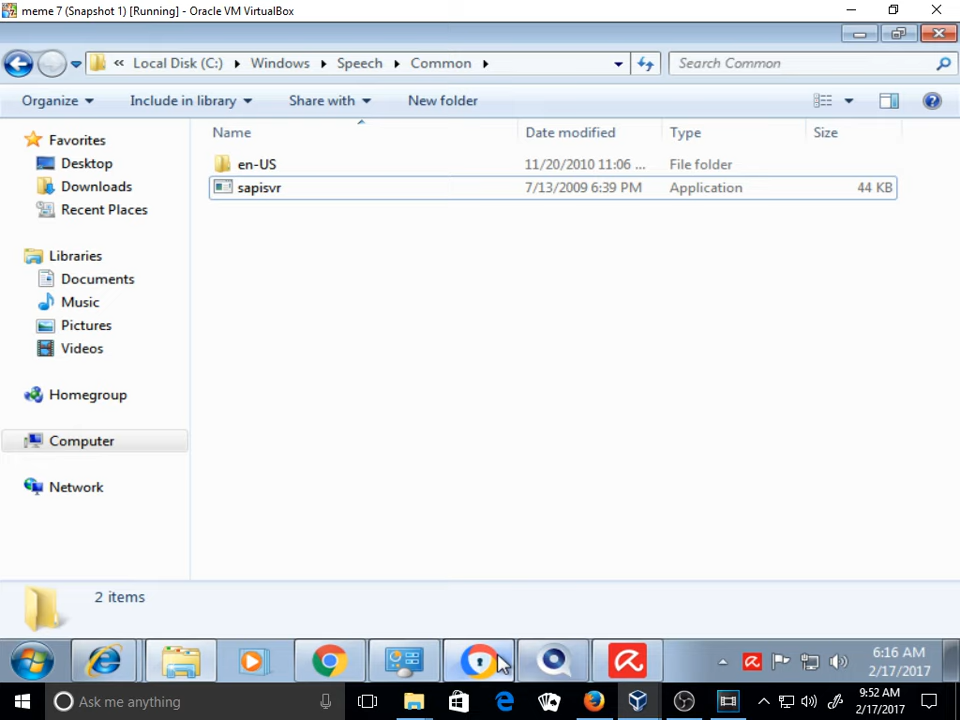 meme 7 (Snapshot 1) [Running] - Oracle VM VirtualBox
« Local Disk (C:) Windows Speech Common
Search Common
Organize Include in library Share with New folder
Name Date modified Type Size
Favorites
Desktop
Downloads
Recent Places
Libraries
Documents
Music
Pictures
Videos
Homegroup
Computer
Network
en-US 11/20/2010 11:06 ... File folder
sapisvr 7/13/2009 6:39 PM Application 44 KB
2 items
6:16 AM
2/17/2017
Ask me anything
9:52 AM
2/17/2017